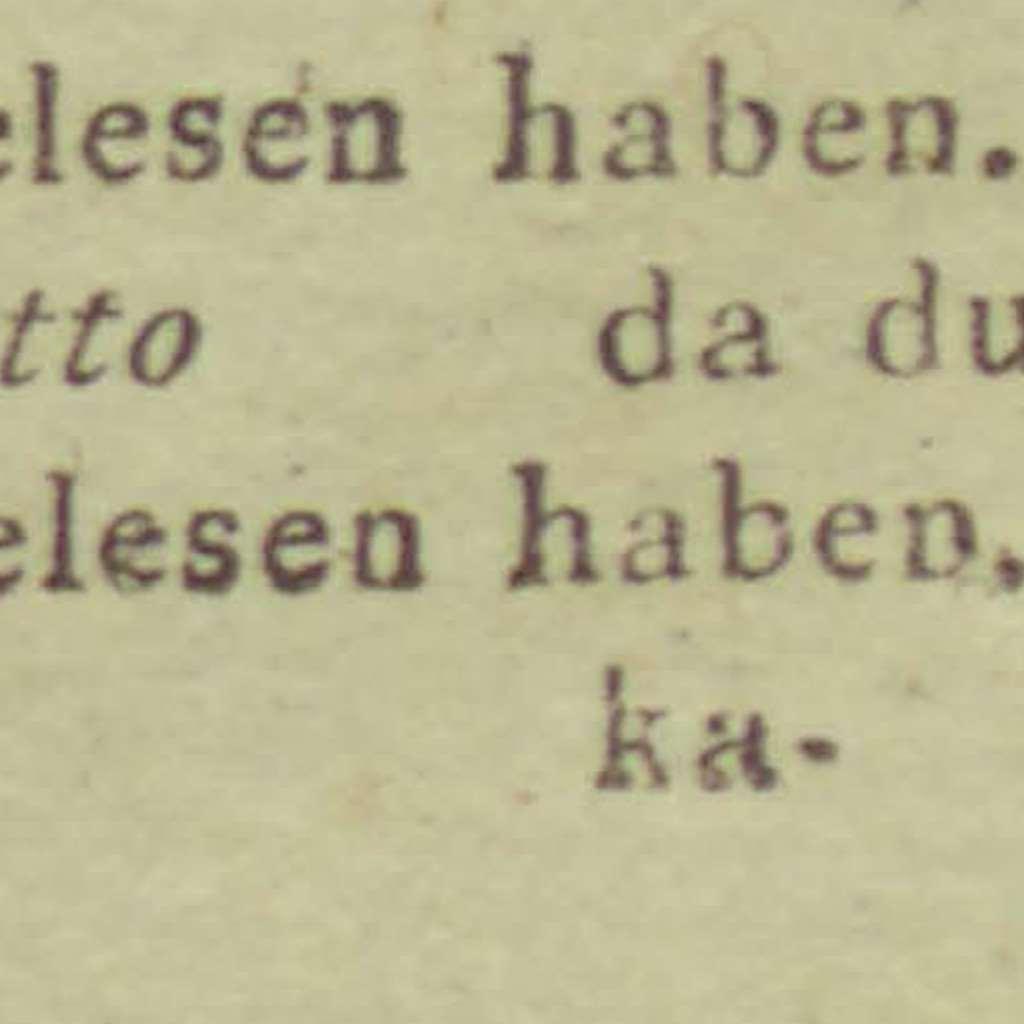 elesen haben.
tto da du
elesen haben.
ka-